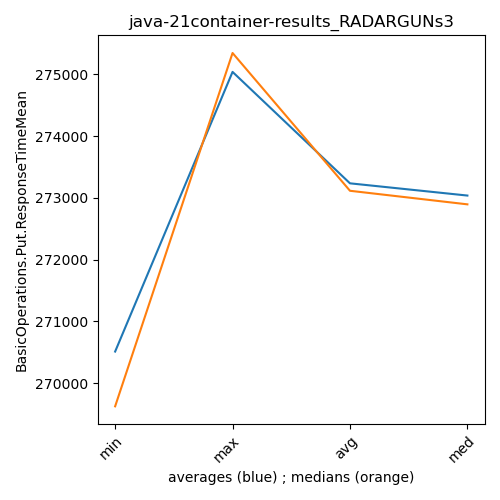 java-21container-results_RADARGUNs3
BasicOperations.Put.ResponseTimeMean
275000
274000
273000
272000
271000
270000
min
max
avg
med
averages (blue) ; medians (orange)